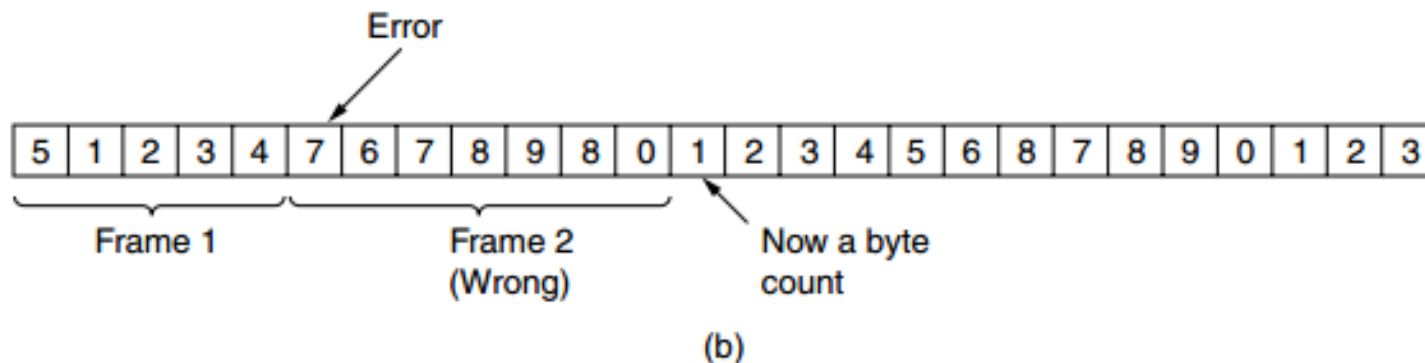 Error
5 1 2 3 4 7 6 7 8 9 8 0 1 2 3 4 5 6 8 7 8 9 0 1 2 3
Frame 1
Frame 2
(Wrong)
Now a byte
count
(b)